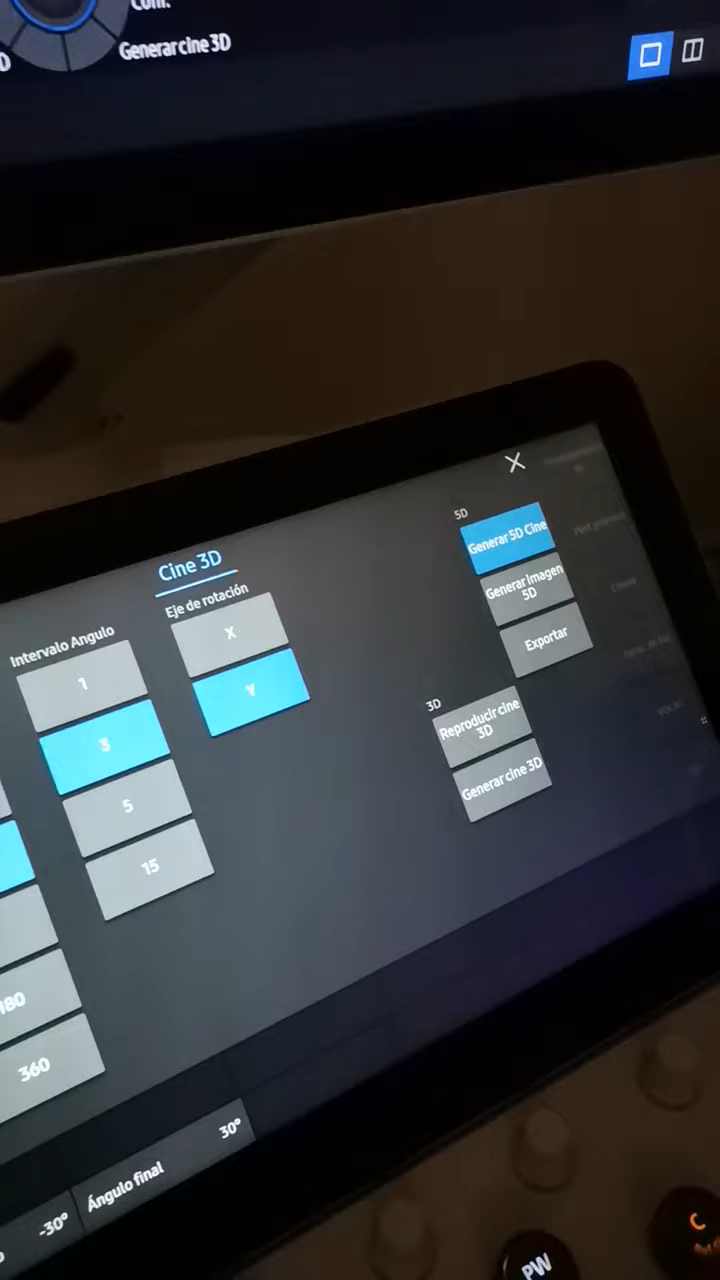 Conf.
D
Generar cine 3D
Cine 3D
Intervalo Angulo
Eje de rotación
1
3
5
15
X
Y
5D
Generar 5D Cine
Generar Imagen
5D
Exportar
3D
Reproducir cine
3D
Generar cine 3D
180
360
-30°
Ángulo final
30°
PW
C